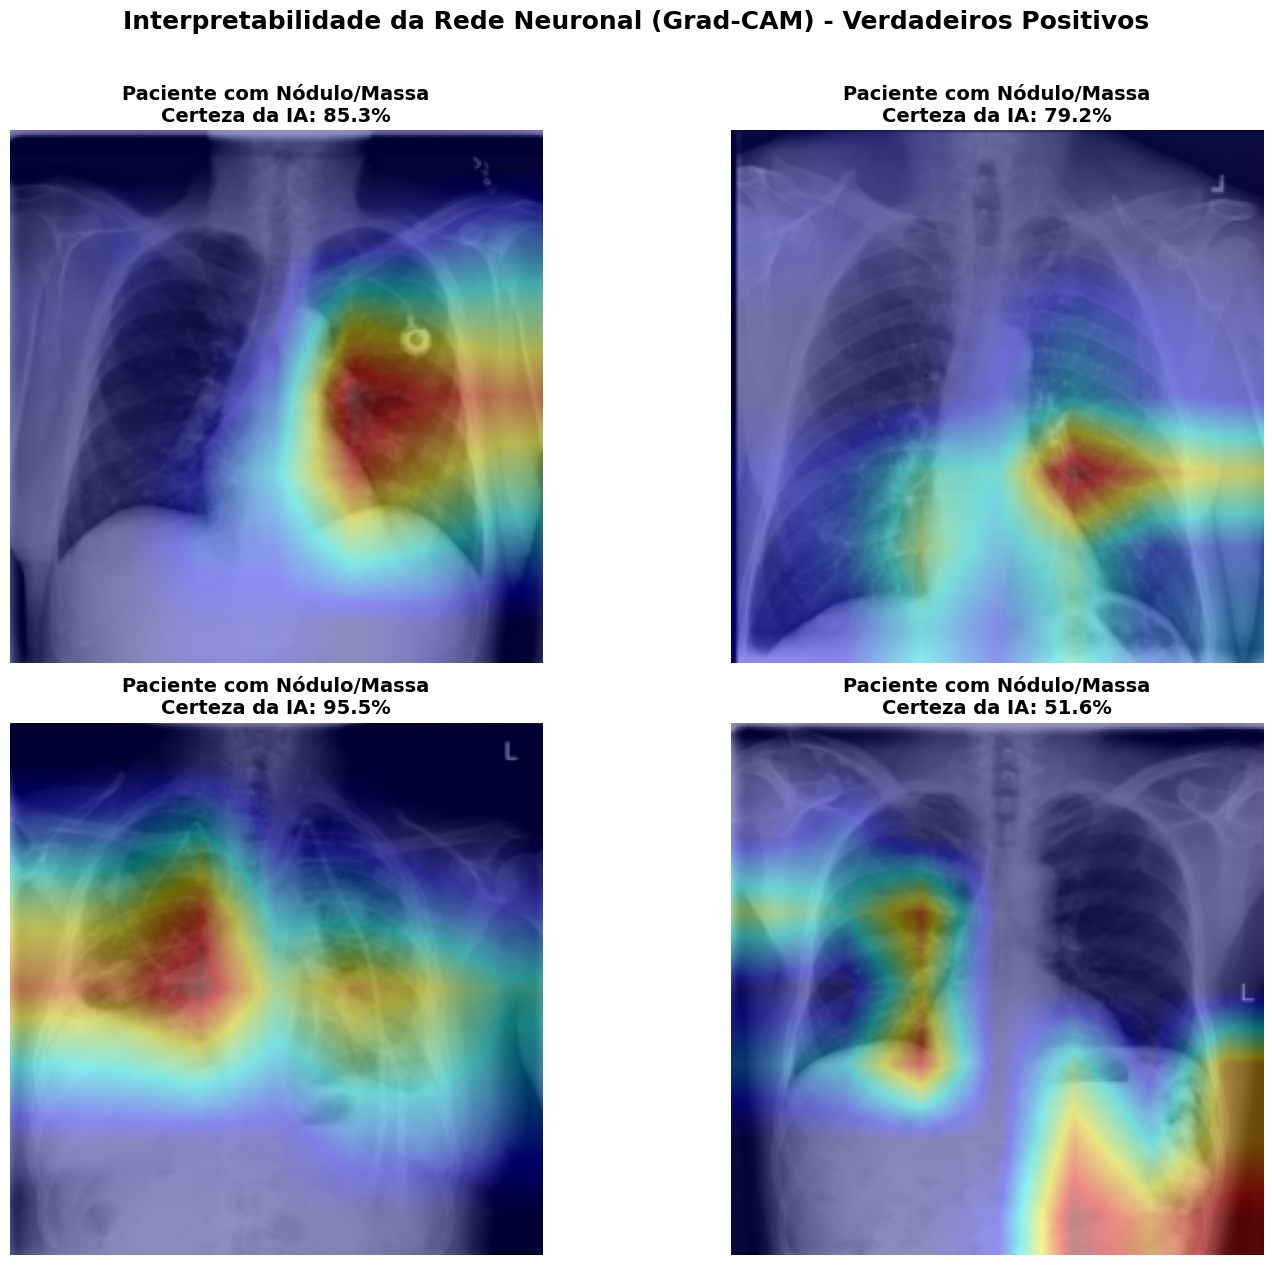 Interpretabilidade da Rede Neuronal (Grad-CAM) - Verdadeiros Positivos
Paciente com Nódulo/Massa
Certeza da IA: 85.3%
Paciente com Nódulo/Massa
Certeza da IA: 79.2%
L
Paciente com Nódulo/Massa
Certeza da IA: 95.5%
L
Paciente com Nódulo/Massa
Certeza da IA: 51.6%
L